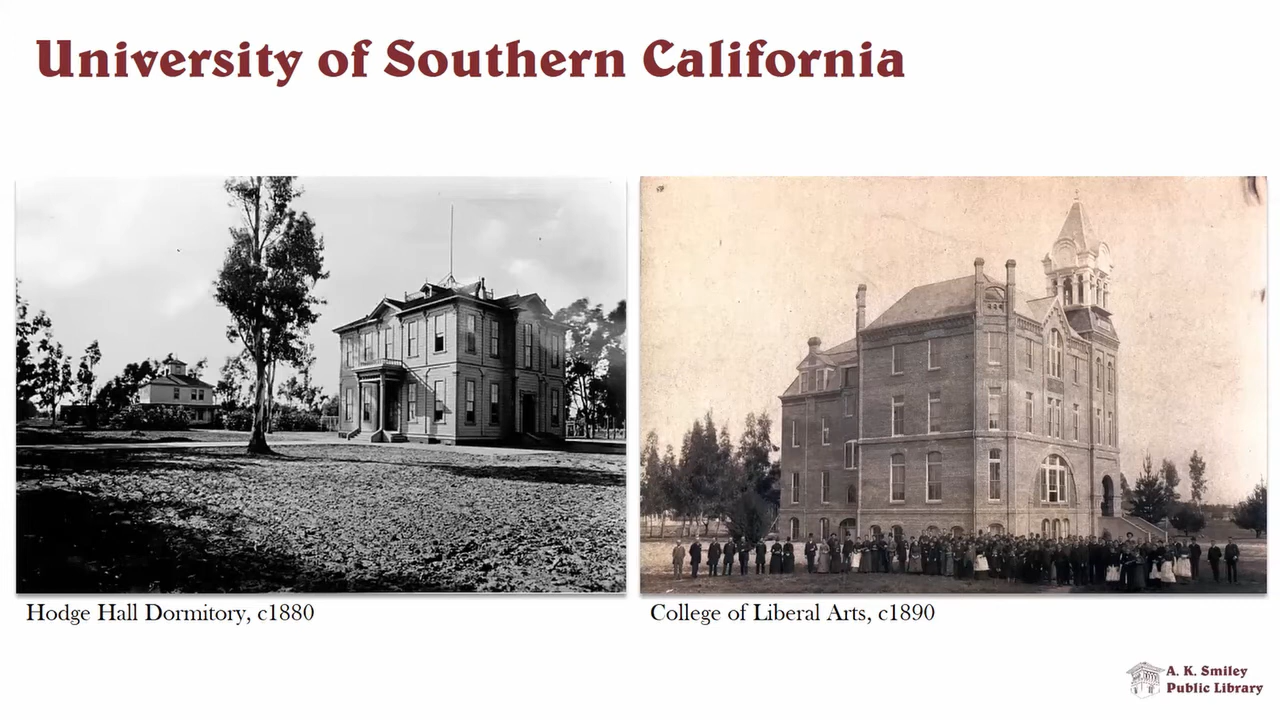 University of Southern California
Hodge Hall Dormitory, c1880
College of Liberal Arts, c1890
A. K. Smiley
Public Library